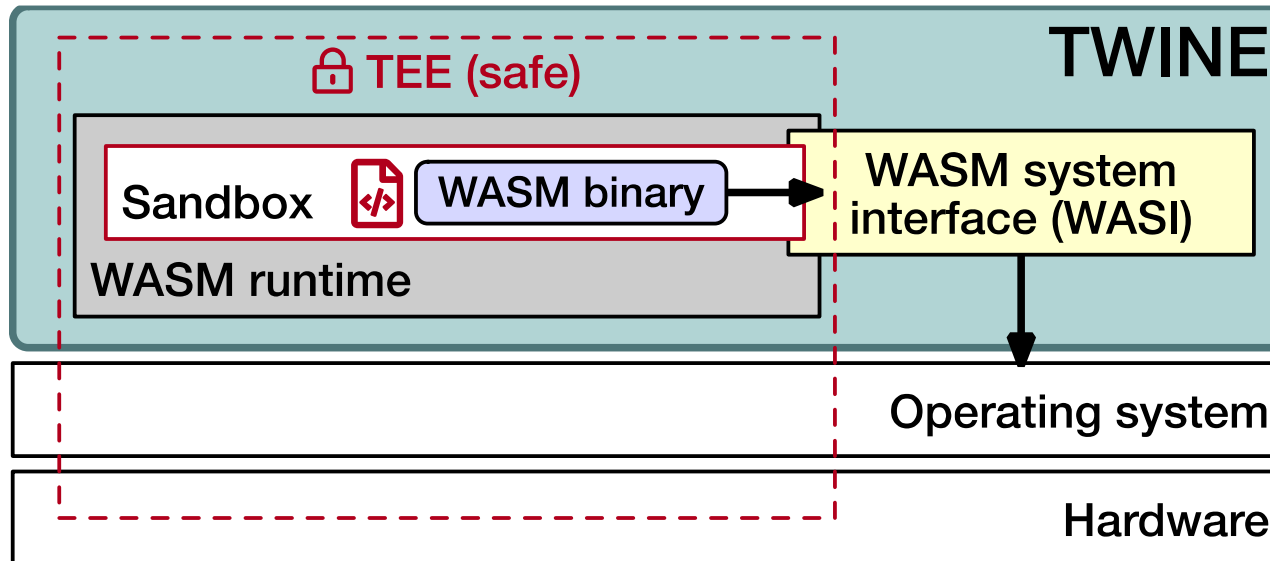 TWINE
TEE (safe)
Sandbox
</>
WASM binary
WASM system
interface (WASI)
WASM runtime
Operating system
Hardware